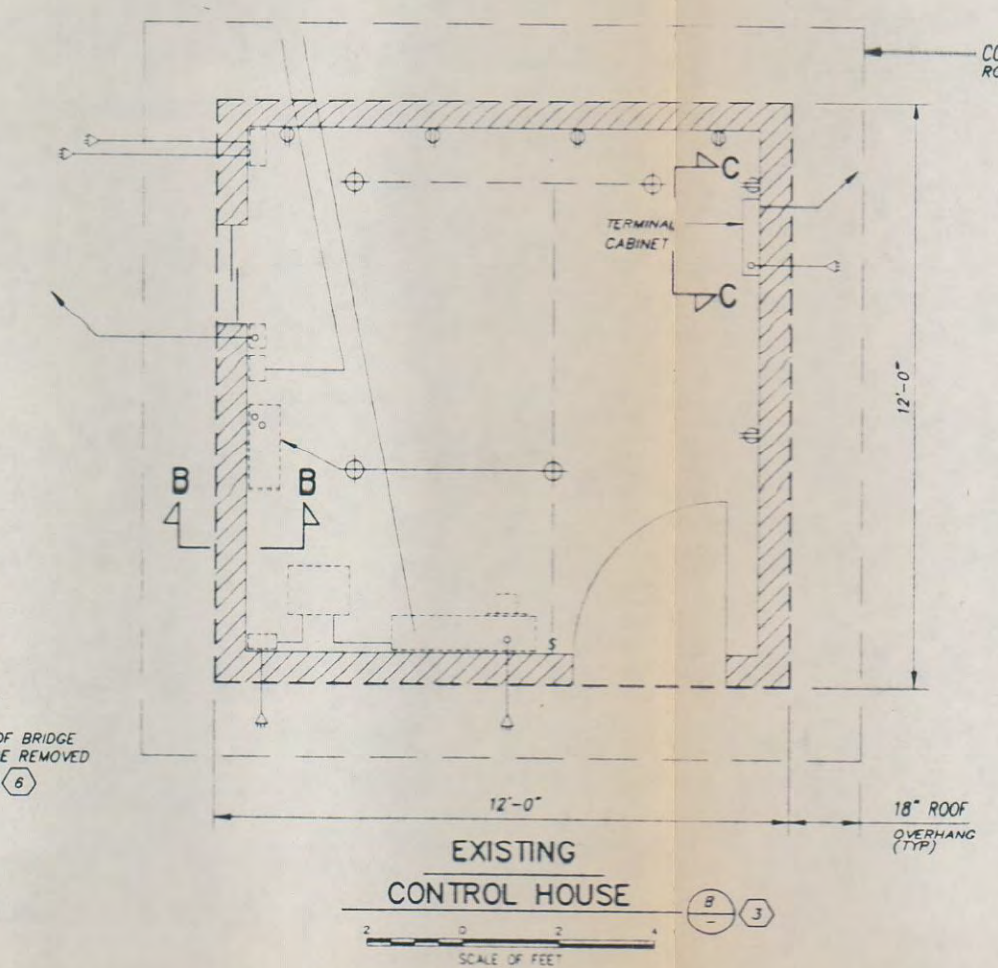 CO
RO
C
TERMINAL
CABINET
C
12'-0"
B
B
S
OF BRIDGE
E REMOVED
6
12'-0"
18" ROOF
OVERHANG
(TYP)
EXISTING
CONTROL HOUSE
B
-
3
2 0 2 4
SCALE OF FEET